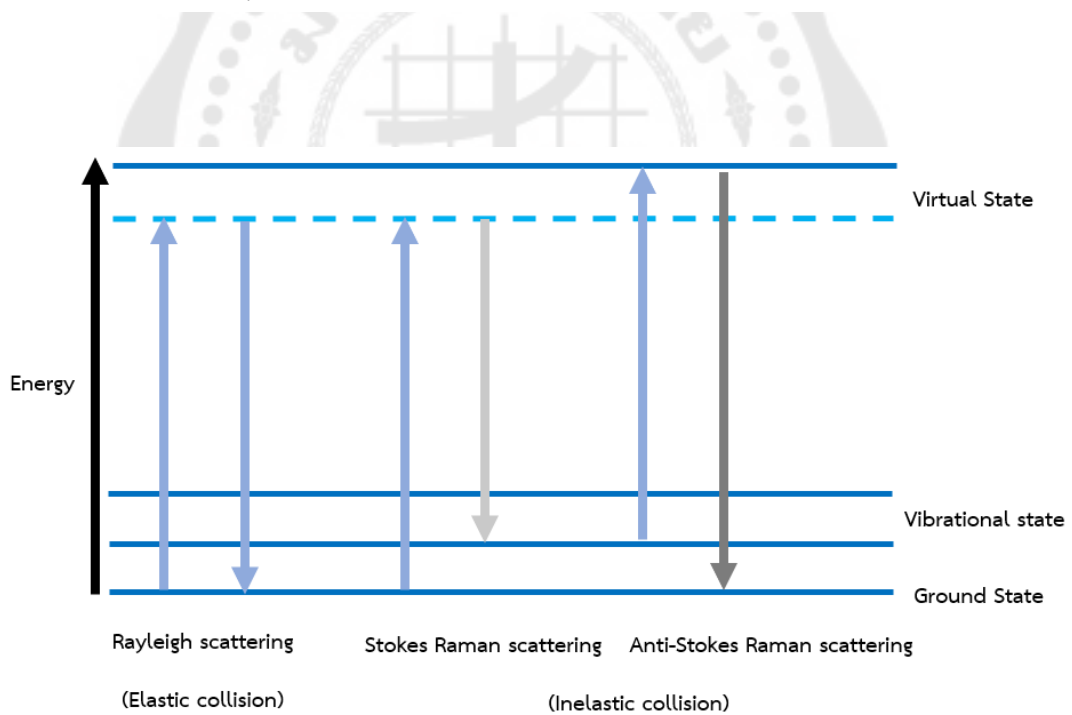 Virtual State
Energy
Vibrational state
Ground State
Rayleigh scattering
Stokes Raman scattering
Anti-Stokes Raman scattering
(Elastic collision)
(Inelastic collision)